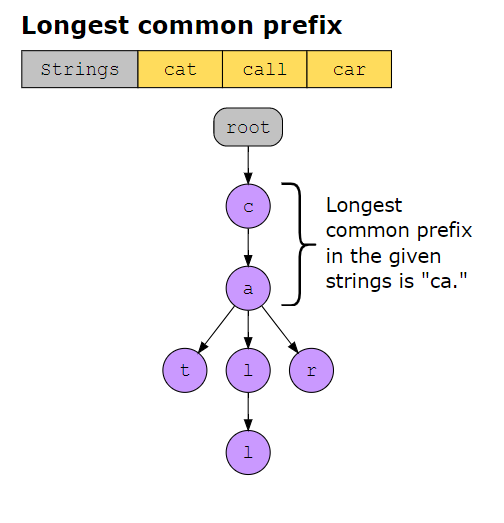 Longest common prefix
Strings cat call car
root
c
Longest
common prefix
in the given
strings is "ca."
a
t l r
l